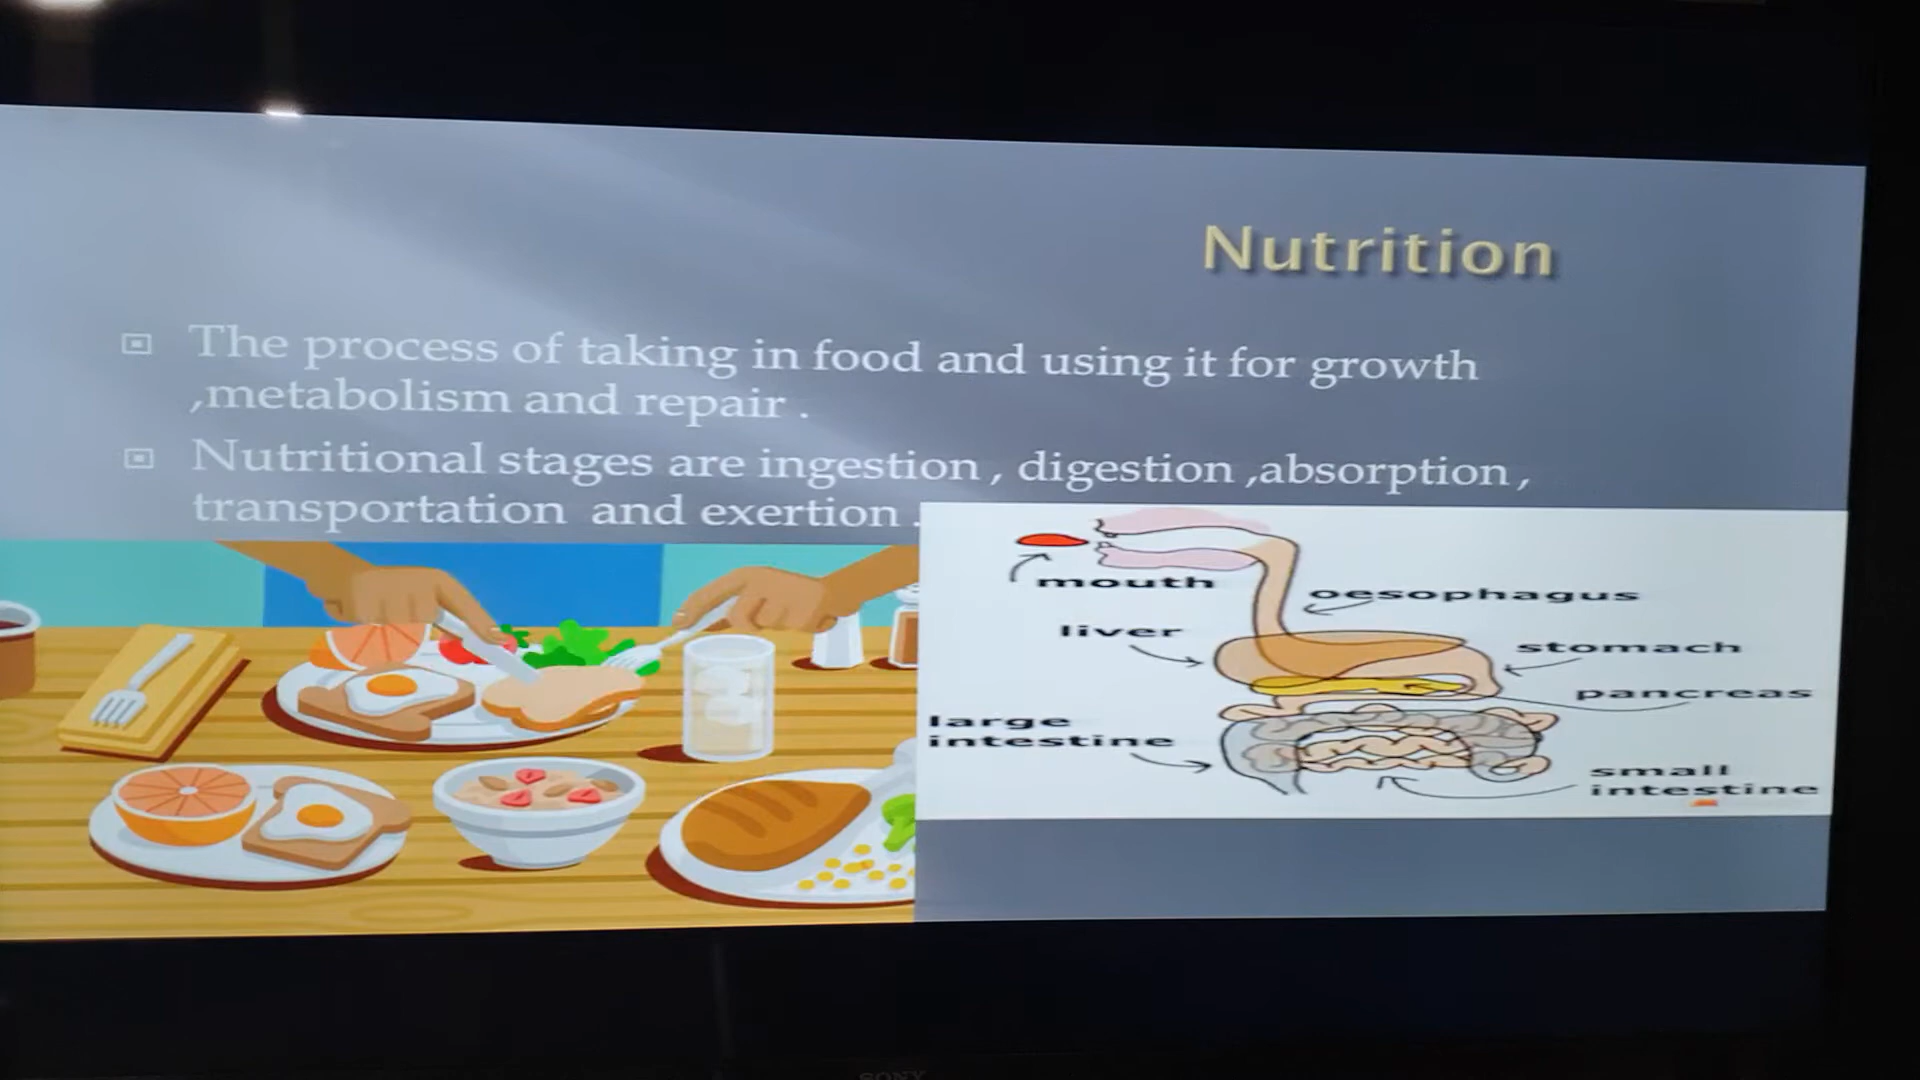 Nutrition
The process of taking in food and using it for growth
,metabolism and repair .
Nutritional stages are ingestion , digestion ,absorption ,
transportation and exertion .
mouth
oesophagus
liver
stomach
pancreas
large
intestine
small
intestine
SONY